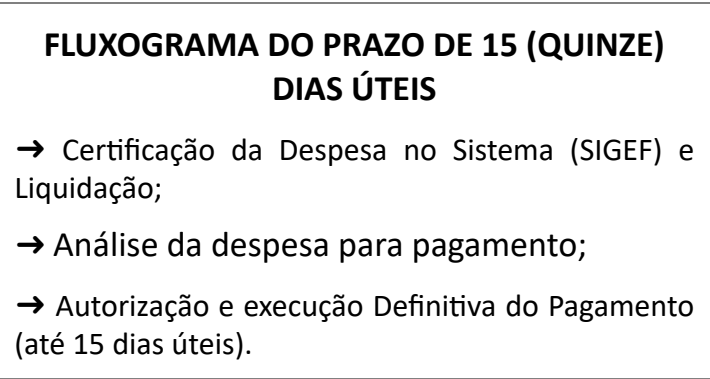 FLUXOGRAMA DO PRAZO DE 15 (QUINZE)
DIAS ÚTEIS
➔ Certificação da Despesa no Sistema (SIGEF) e
Liquidação;
➔ Análise da despesa para pagamento;
➔ Autorização e execução Definitiva do Pagamento
(até 15 dias úteis).